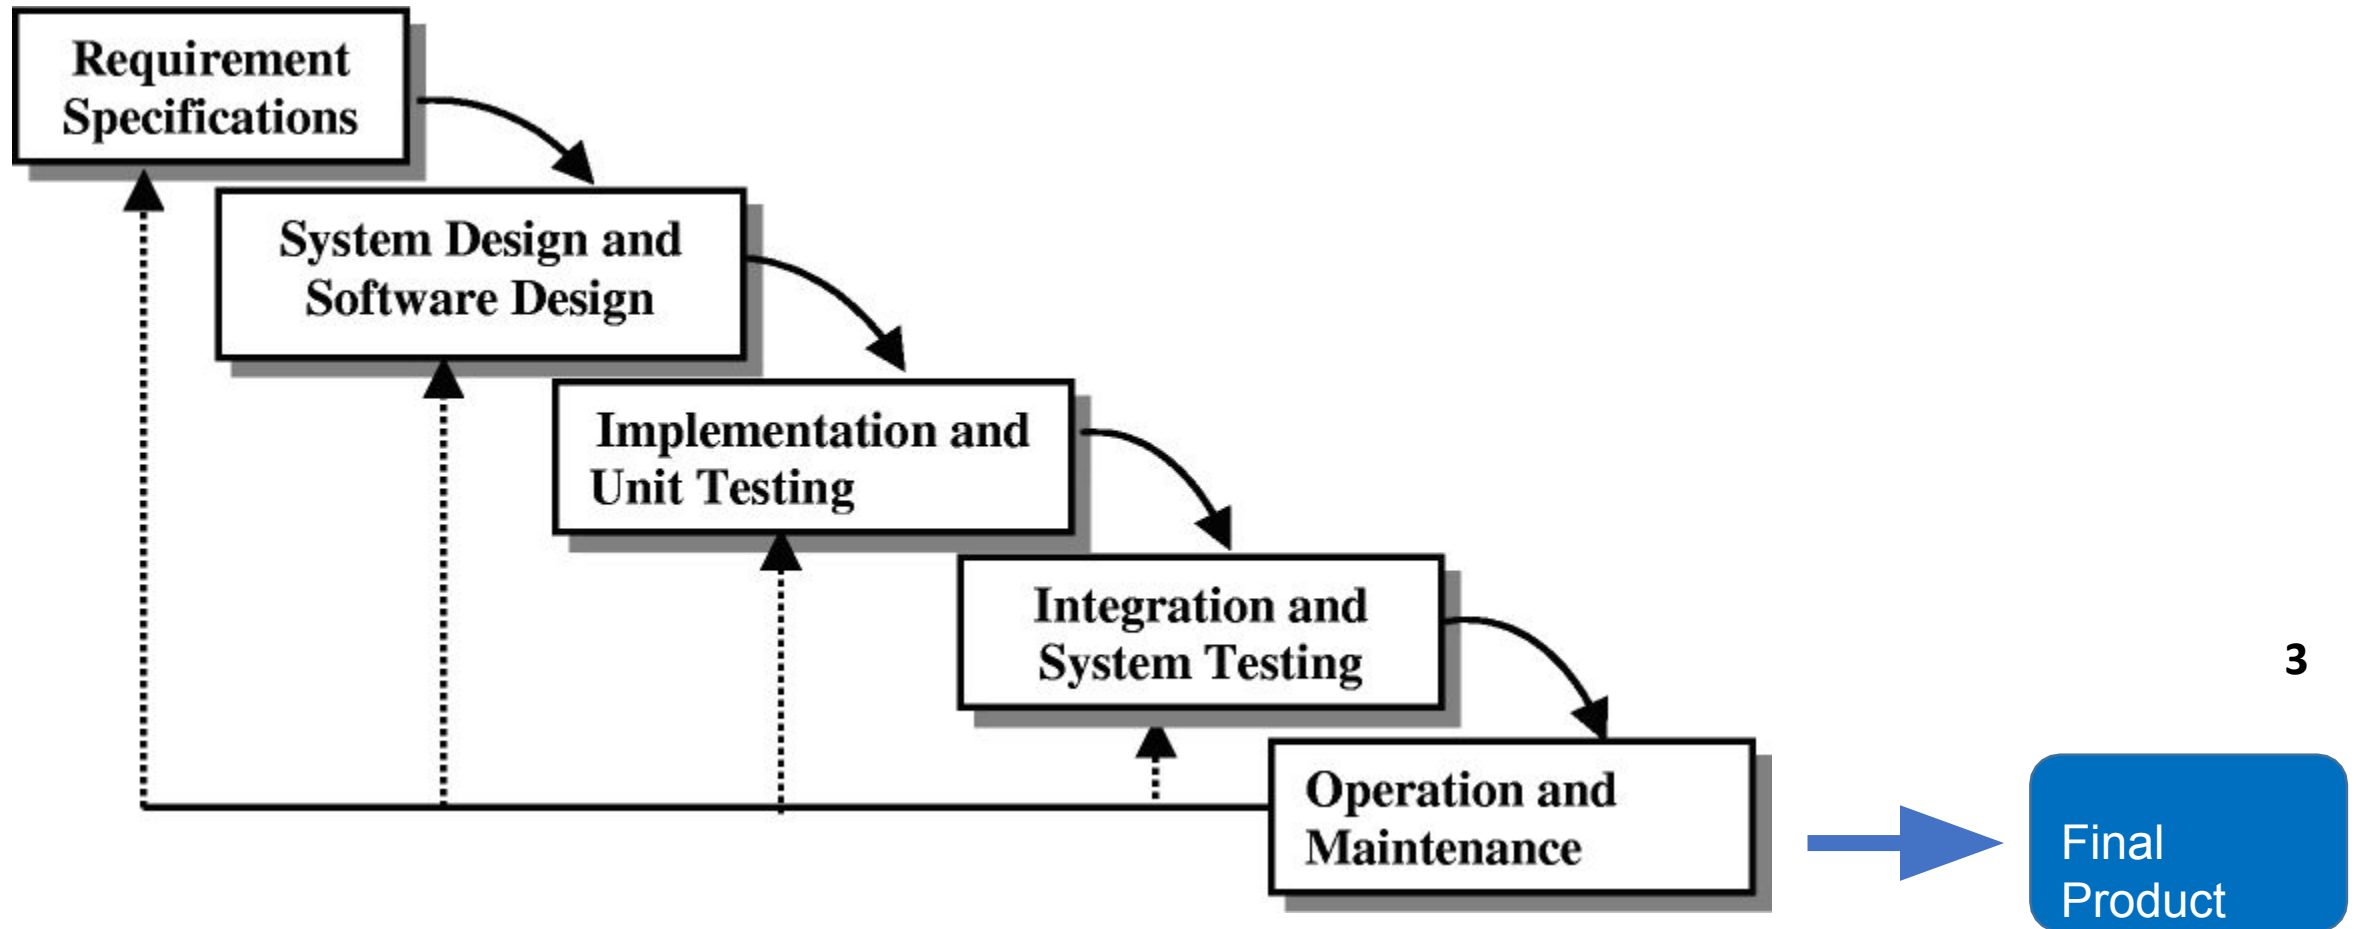 Requirement
Specifications
System Design and
Software Design
Implementation and
Unit Testing
Integration and
System Testing
3
Operation and
Maintenance
Final
Product